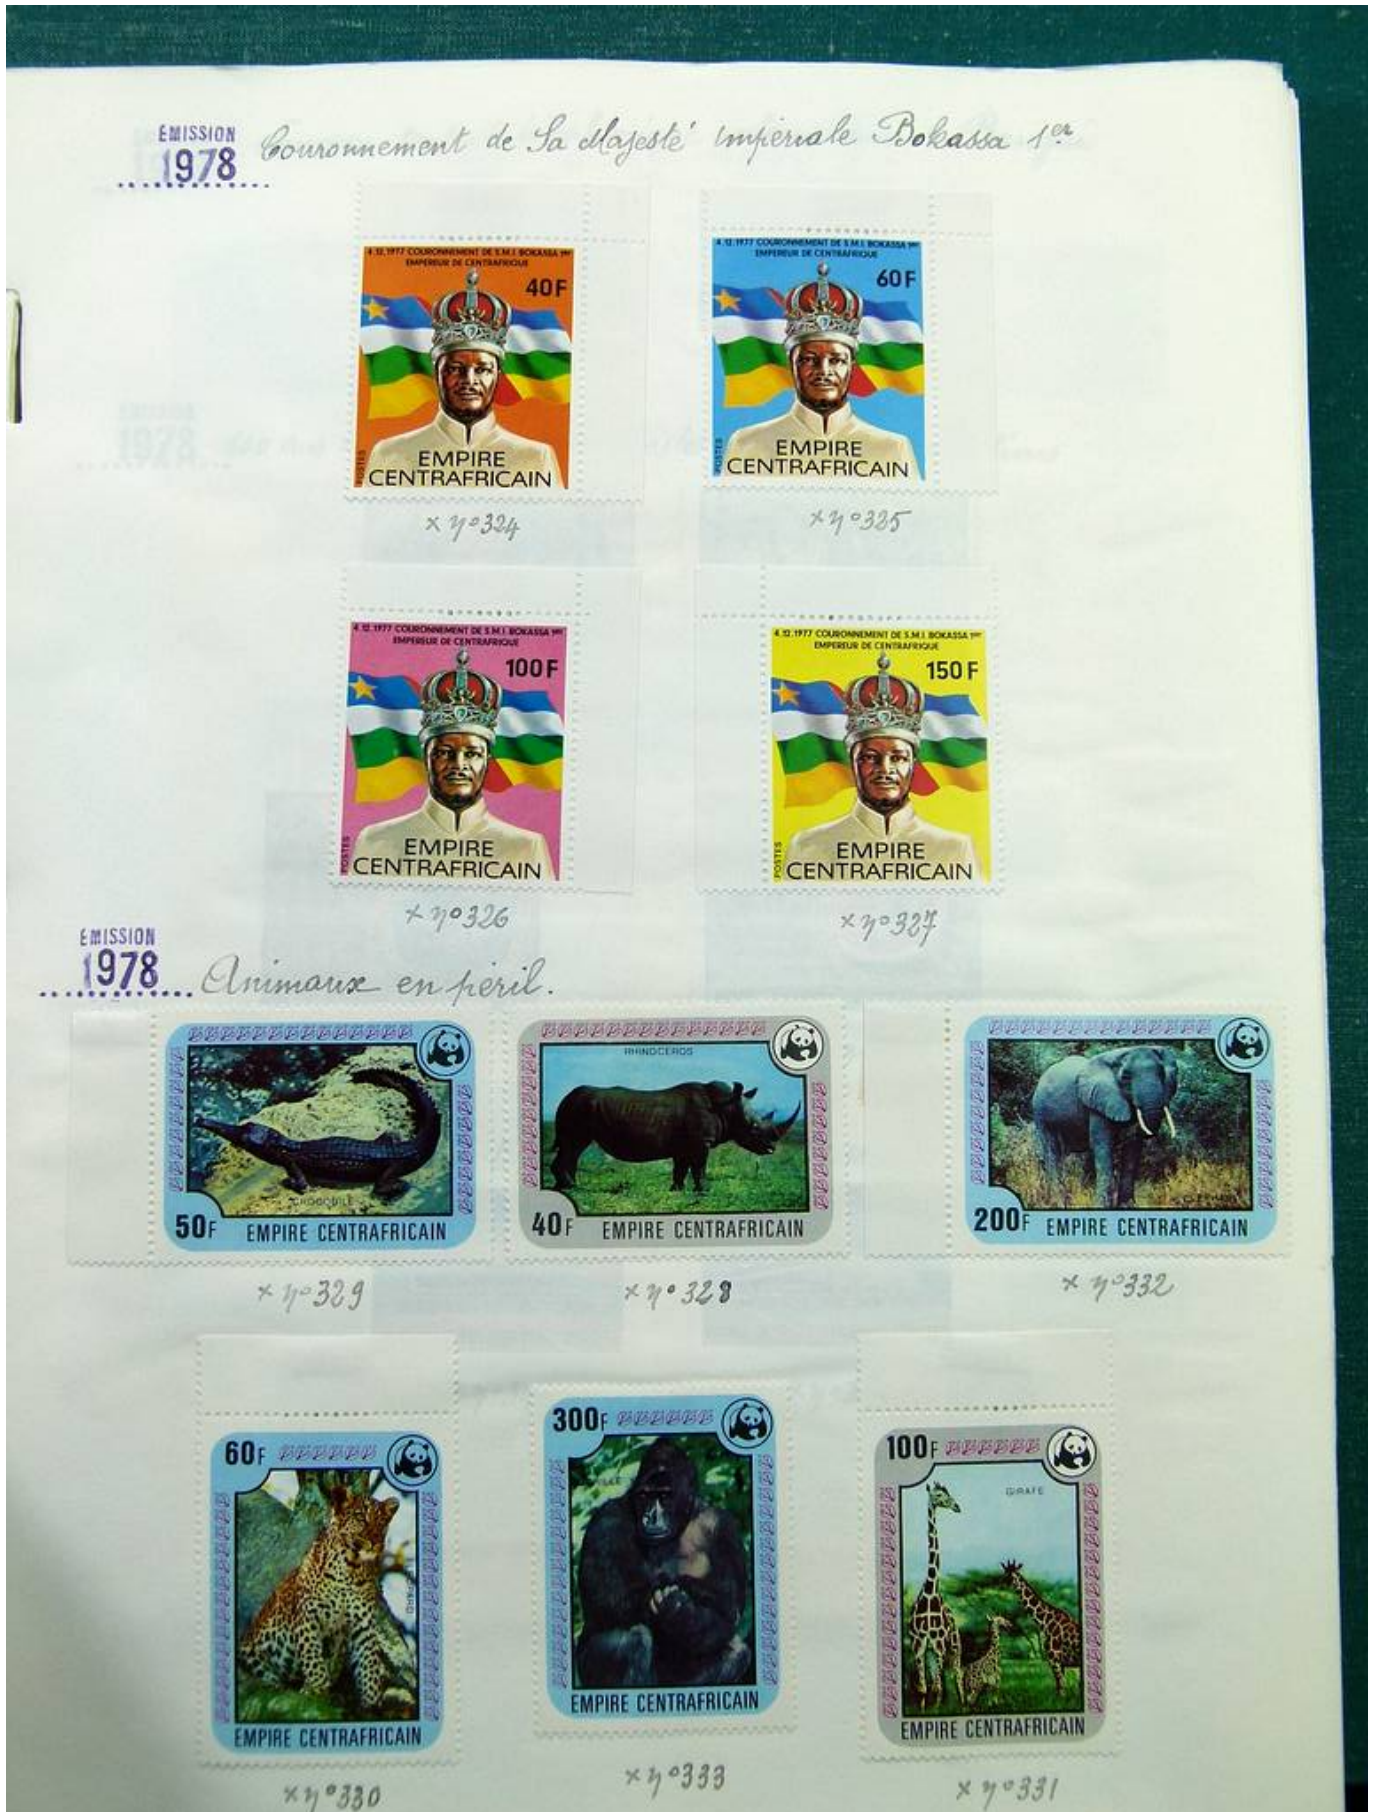 EMISSION
1978
Couronnement de Sa Majesté impériale Bokassa 1er
4.12.1977 COURONNEMENT DE S.M.I. BOKASSA 1er
EMPEREUR DE CENTRAFRIQUE
40F
POSTES
EMPIRE
CENTRAFRICAIN
x n° 324
4.12.1977 COURONNEMENT DE S.M.I. BOKASSA 1er
EMPEREUR DE CENTRAFRIQUE
60F
POSTES
EMPIRE
CENTRAFRICAIN
x n° 325
4.12.1977 COURONNEMENT DE S.M.I. BOKASSA 1er
EMPEREUR DE CENTRAFRIQUE
100F
POSTES
EMPIRE
CENTRAFRICAIN
x n° 326
4.12.1977 COURONNEMENT DE S.M.I. BOKASSA 1er
EMPEREUR DE CENTRAFRIQUE
150F
POSTES
EMPIRE
CENTRAFRICAIN
x n° 327
EMISSION
1978
Animaux en péril.
CROCODILE
50F EMPIRE CENTRAFRICAIN
x n° 329
RHINOCEROS
40F EMPIRE CENTRAFRICAIN
x n° 328
200F EMPIRE CENTRAFRICAIN
x n° 332
60F
EMPIRE CENTRAFRICAIN
x n° 330
300F
EMPIRE CENTRAFRICAIN
x n° 333
100F
GIRAFE
EMPIRE CENTRAFRICAIN
x n° 331